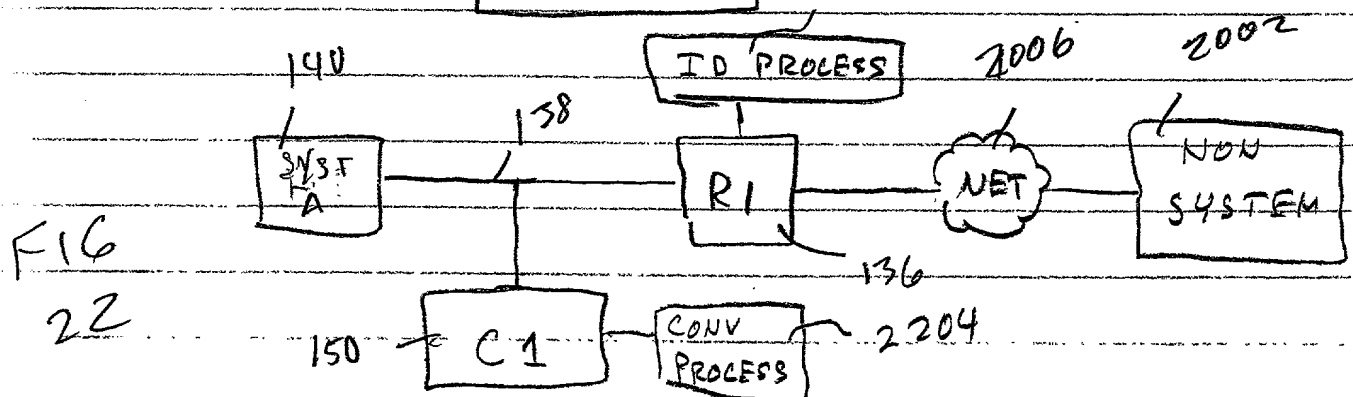 140
138
ID PROCESS
2006
2002
SYST
A
R1
NET
NON
SYSTEM
FIG
22
136
150
C1
CONV
PROCESS
2204